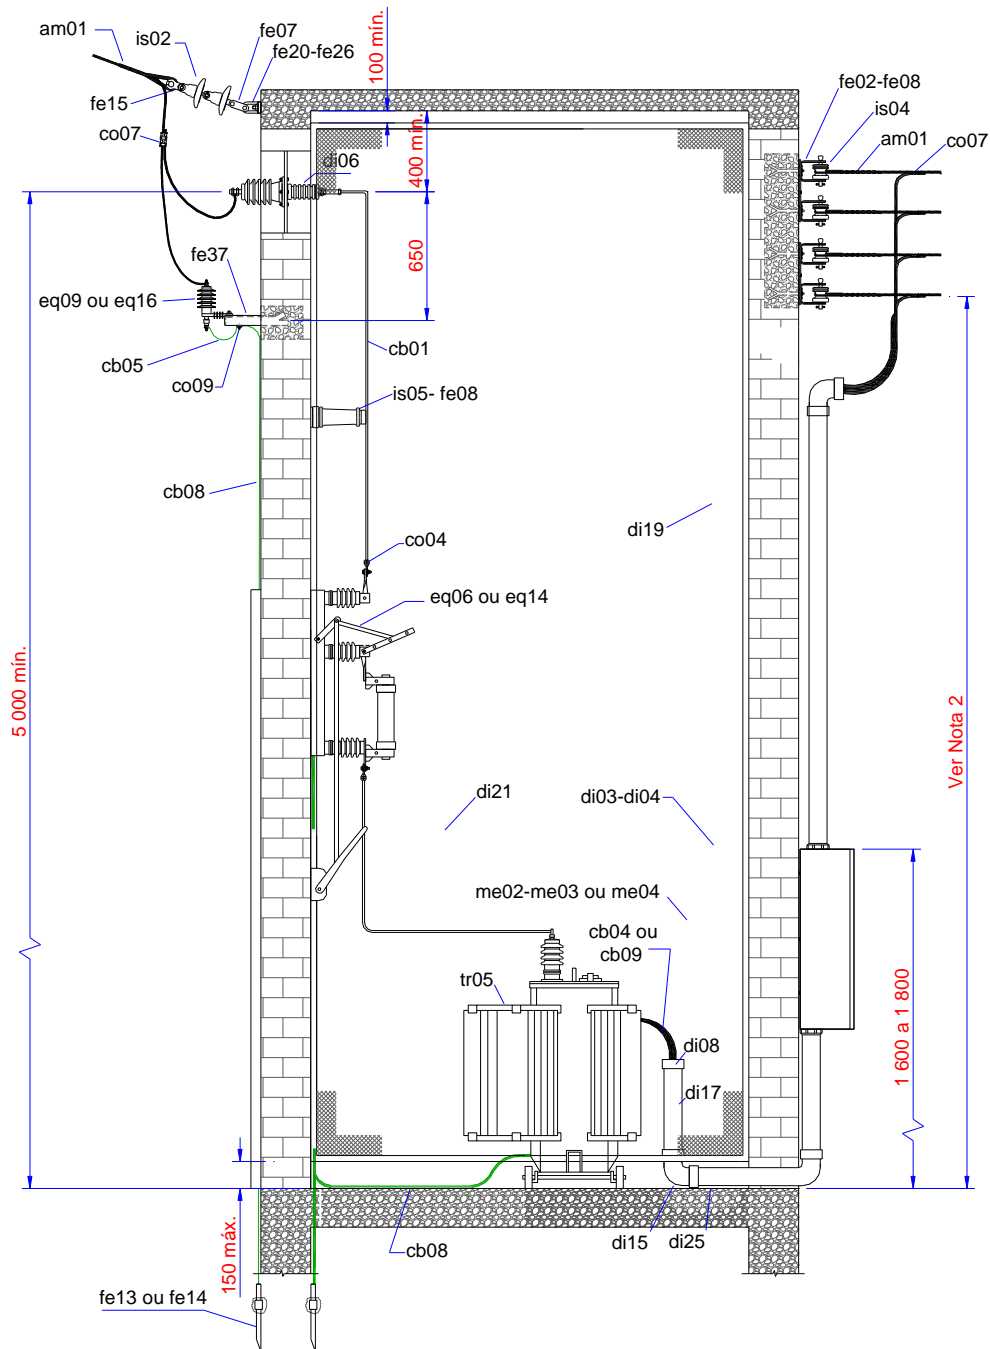 am01
is02
fe07
fe20-fe26
100 mín.
fe02-fe08
is04
am01
co07
fe15
co07
di06
400 mín.
650
fe37
eq09 ou eq16
cb05
co09
cb01
is05- fe08
cb08
di19
co04
eq06 ou eq14
5 000 mín.
Ver Nota 2
di21
di03-di04
me02-me03 ou me04
cb04 ou
cb09
tr05
1 600 a 1 800
di08
di17
150 máx.
cb08
di15
di25
fe13 ou fe14